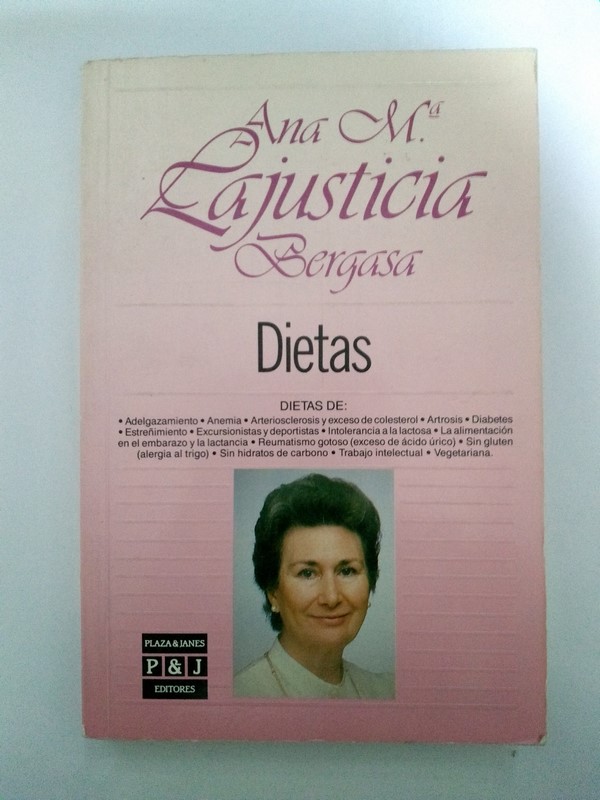 Ana M.ª
Lajusticia
Bergasa
Dietas
DIETAS DE:
• Adelgazamiento • Anemia • Arteriosclerosis y exceso de colesterol • Artrosis • Diabetes
• Estreñimiento • Excursionistas y deportistas • Intolerancia a la lactosa • La alimentación
en el embarazo y la lactancia • Reumatismo gotoso (exceso de ácido úrico) • Sin gluten
(alergia al trigo) • Sin hidratos de carbono • Trabajo intelectual • Vegetariana.
PLAZA & JANES
P & J
EDITORES